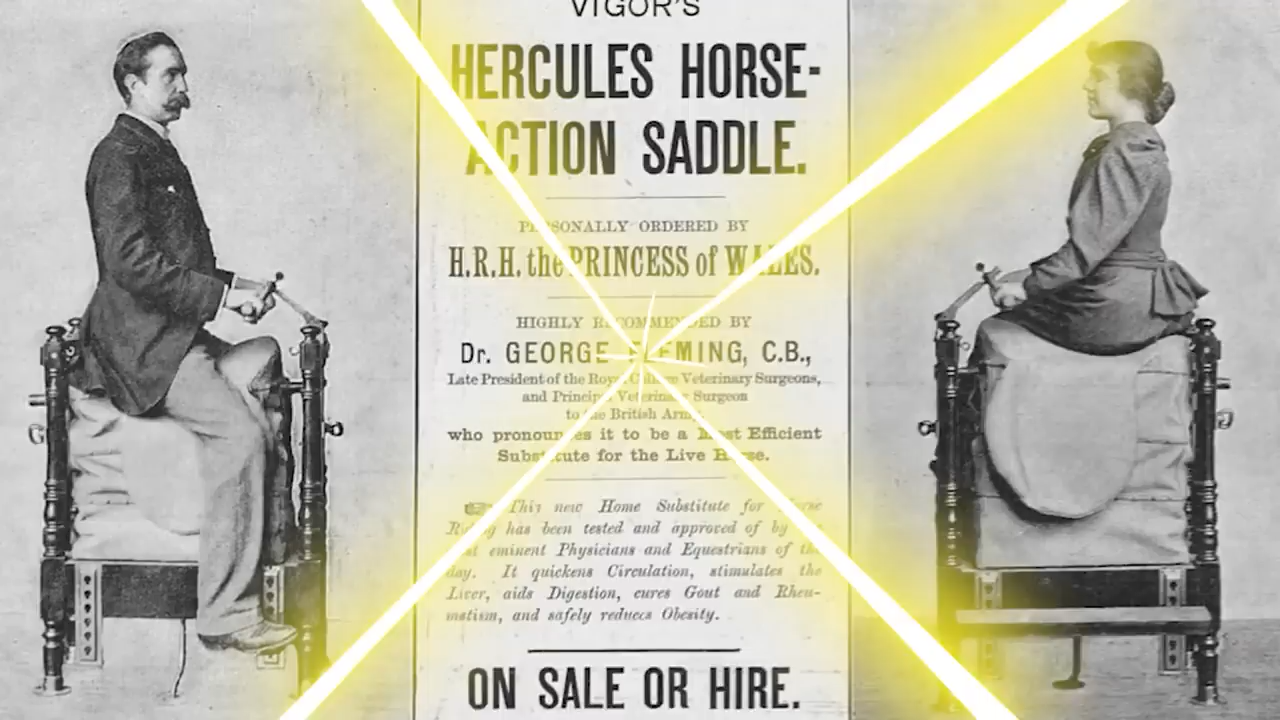 VIGOR'S
HERCULES HORSE-
ACTION SADDLE.
PERSONALLY ORDERED BY
H.R.H. the PRINCESS of WALES.
HIGHLY RECOMMENDED BY
Dr. GEORGE FLEMING, C.B.,
Late President of the Royal College Veterinary Surgeons,
and Principal Veterinary Surgeon
to the British Army,
who pronounces it to be a Most Efficient
Substitute for the Live Horse.
This new Home Substitute for Horse
Riding has been tested and approved of by the
most eminent Physicians and Equestrians of the
day. It quickens Circulation, stimulates the
Liver, aids Digestion, cures Gout and Rheu-
matism, and safely reduces Obesity.
ON SALE OR HIRE.